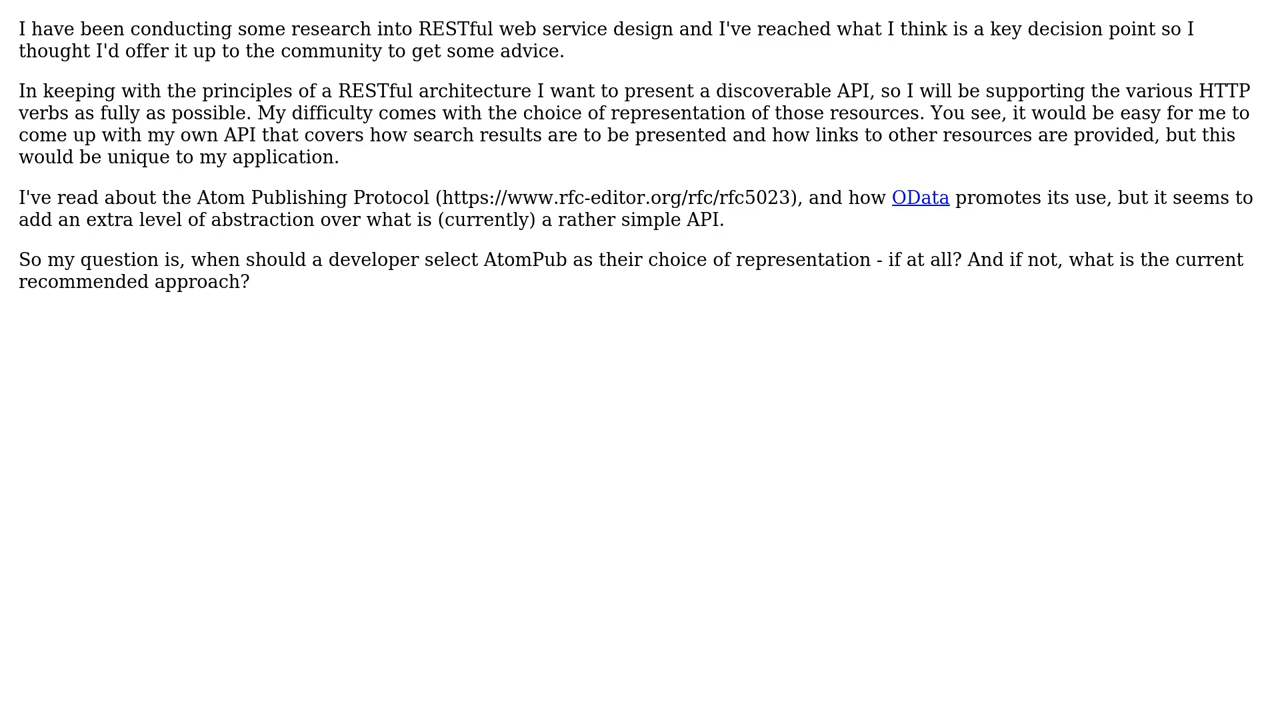 I have been conducting some research into RESTful web service design and I've reached what I think is a key decision point so I
thought I'd offer it up to the community to get some advice.
In keeping with the principles of a RESTful architecture I want to present a discoverable API, so I will be supporting the various HTTP
verbs as fully as possible. My difficulty comes with the choice of representation of those resources. You see, it would be easy for me to
come up with my own API that covers how search results are to be presented and how links to other resources are provided, but this
would be unique to my application.
I've read about the Atom Publishing Protocol (https://www.rfc-editor.org/rfc/rfc5023), and how OData promotes its use, but it seems to
add an extra level of abstraction over what is (currently) a rather simple API.
So my question is, when should a developer select AtomPub as their choice of representation - if at all? And if not, what is the current
recommended approach?